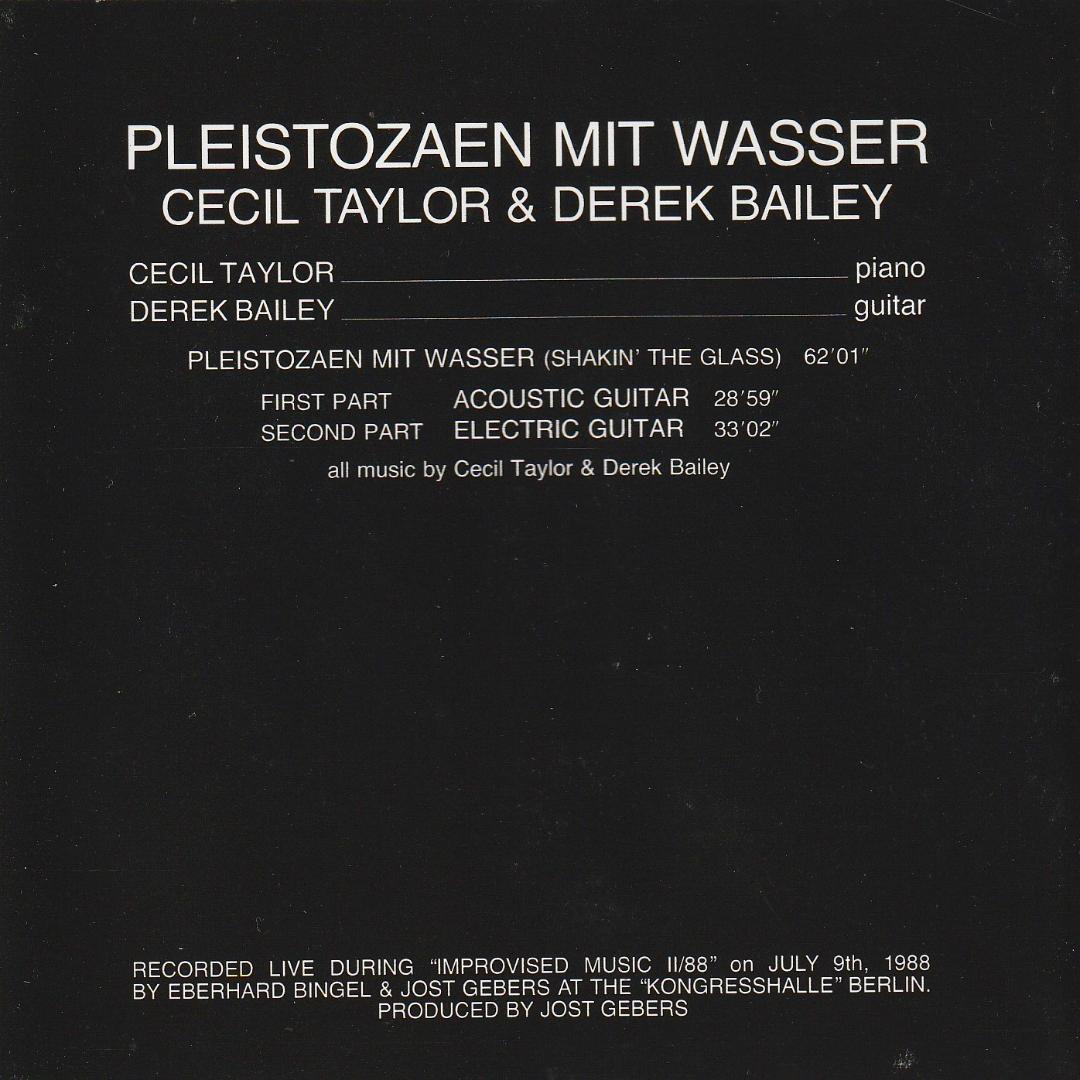 PLEISTOZAEN MIT WASSER
CECIL TAYLOR & DEREK BAILEY
CECIL TAYLOR piano
DEREK BAILEY guitar
PLEISTOZAEN MIT WASSER (SHAKIN' THE GLASS) 62'01"
FIRST PART ACOUSTIC GUITAR 28'59"
SECOND PART ELECTRIC GUITAR 33'02"
all music by Cecil Taylor & Derek Bailey
RECORDED LIVE DURING "IMPROVISED MUSIC II/88" on JULY 9th, 1988
BY EBERHARD BINGEL & JOST GEBERS AT THE "KONGRESSHALLE" BERLIN.
PRODUCED BY JOST GEBERS